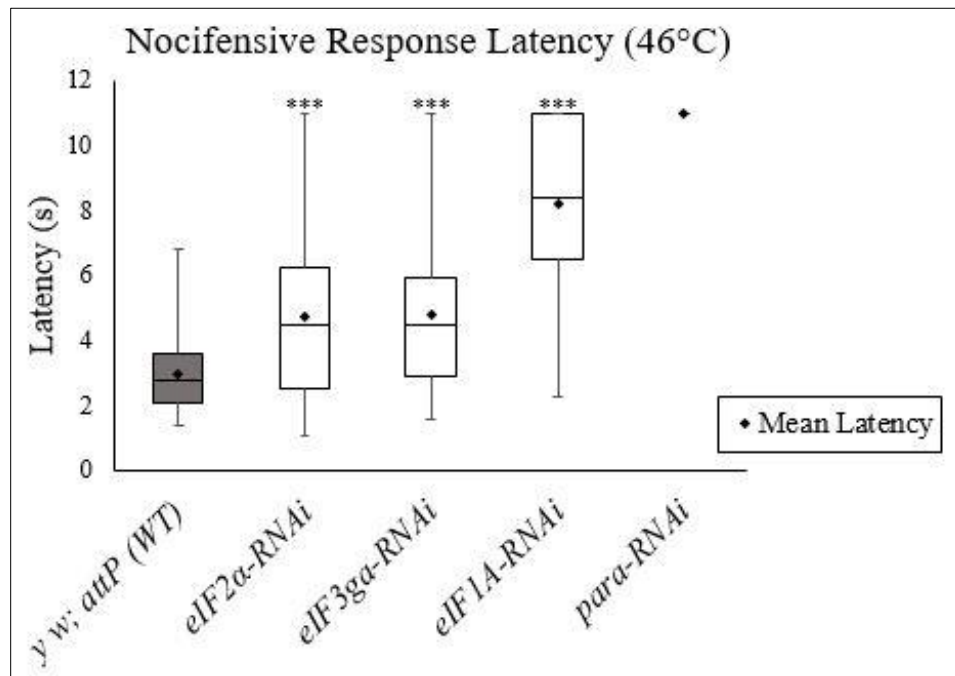 Nocifensive Response Latency (46°C)
12
10
8
6
4
2
0
Latency (s)
***
***
***
Mean Latency
y w; attP (WT)
eIF2α-RNAi
eIF3ga-RNAi
eIF1A-RNAi
para-RNAi